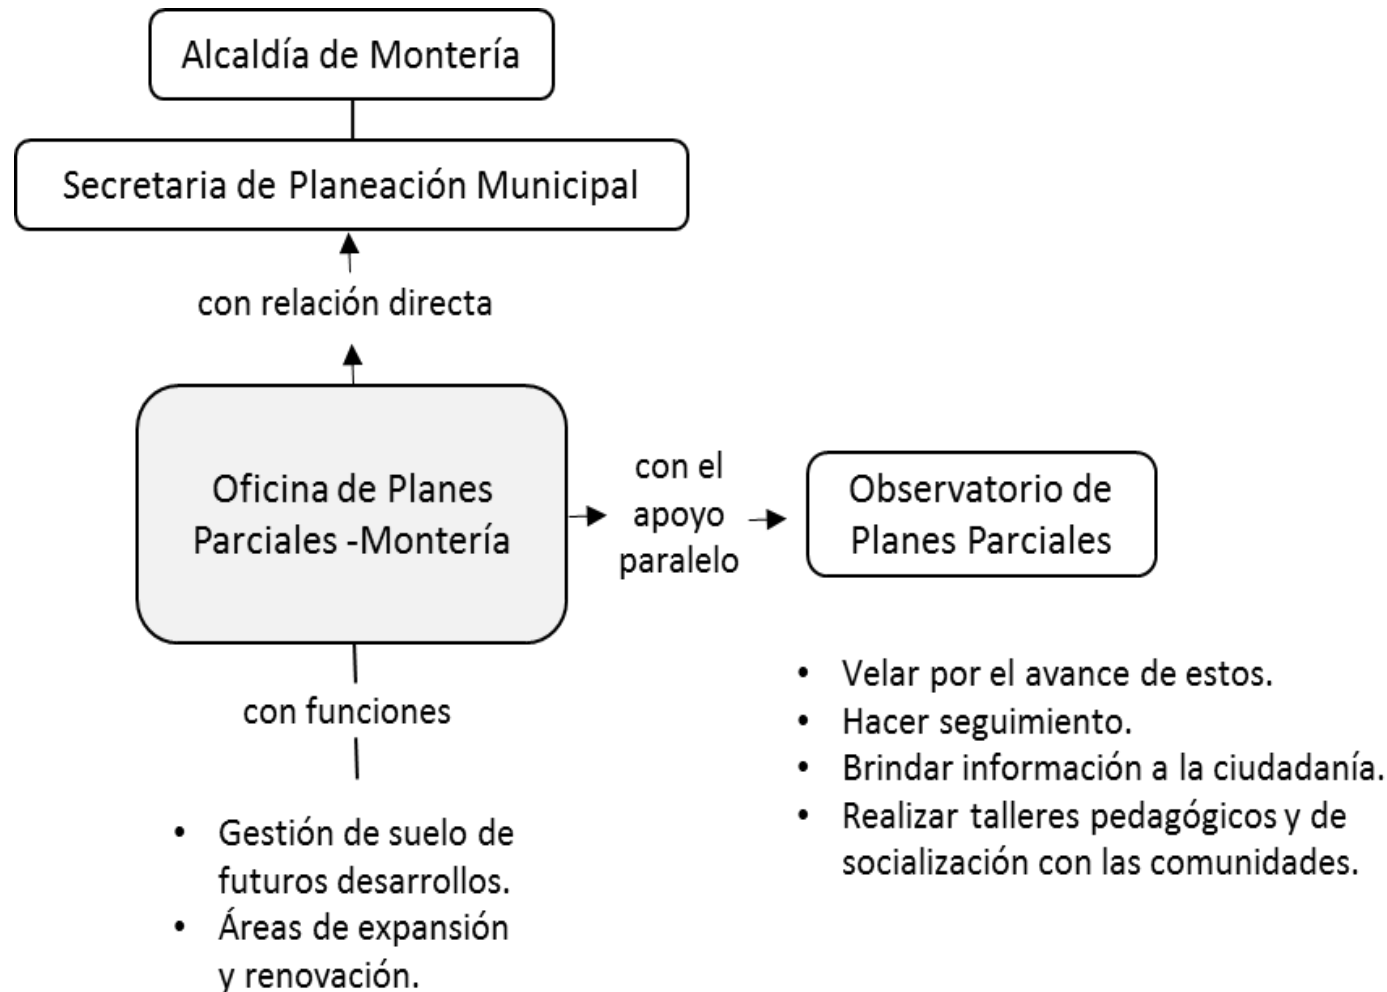 Alcaldía de Montería
Secretaria de Planeación Municipal
con relación directa
Oficina de Planes
Parciales -Montería
con el
apoyo
paralelo
Observatorio de
Planes Parciales
con funciones
• Gestión de suelo de
futuros desarrollos.
• Áreas de expansión
y renovación.
• Velar por el avance de estos.
• Hacer seguimiento.
• Brindar información a la ciudadanía.
• Realizar talleres pedagógicos y de
socialización con las comunidades.